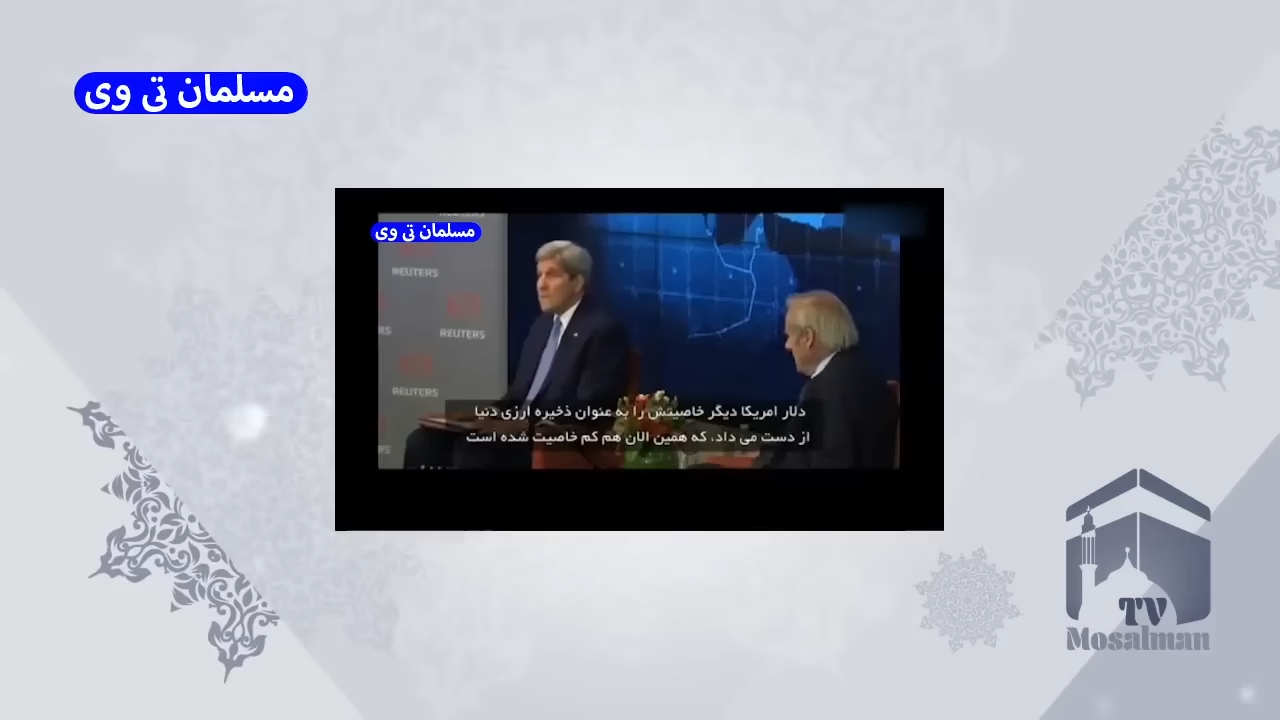 مسلمان تی وی
مسلمان تی وی
REUTERS
REUTERS
REUTERS
دلار امریکا دیگر خاصیتش را به عنوان ذخیره ارزی دنیا
از دست می داد، که همین الان هم کم خاصیت شده است
TV
Mosalman